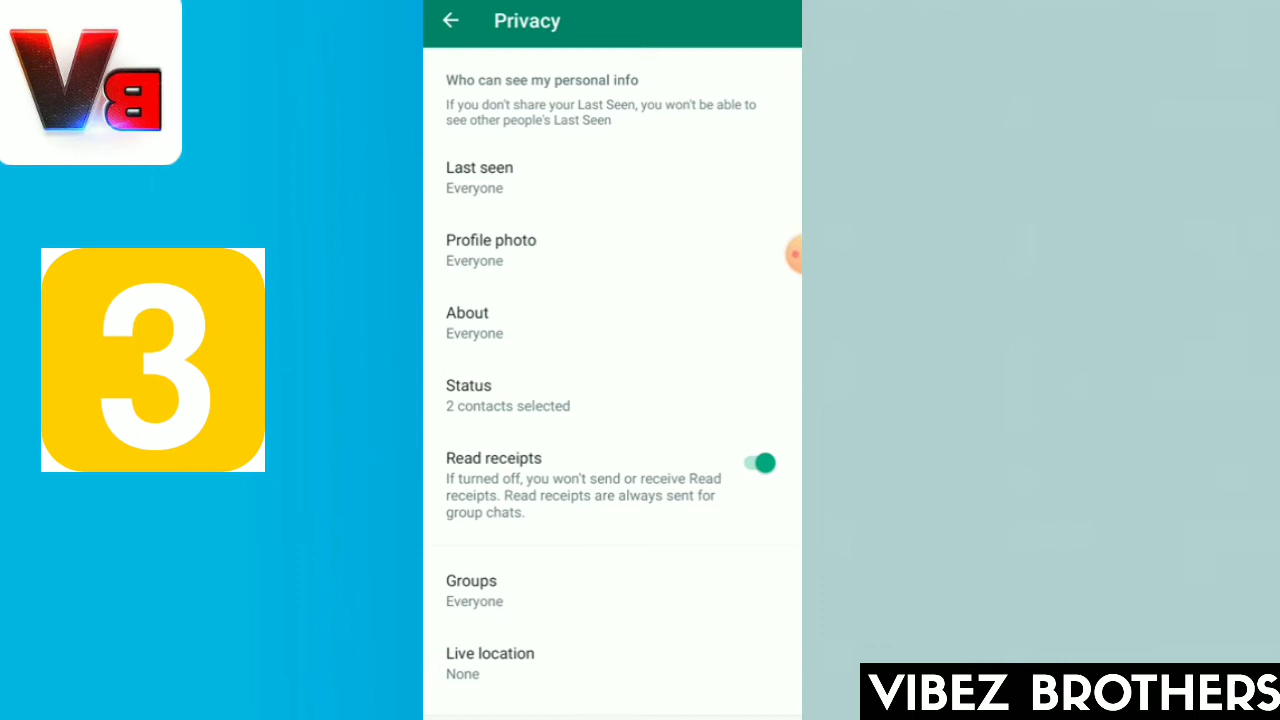 VB
3
Privacy
Who can see my personal info
If you don't share your Last Seen, you won't be able to
see other people's Last Seen
Last seen
Everyone
Profile photo
Everyone
About
Everyone
Status
2 contacts selected
Read receipts
If turned off, you won't send or receive Read
receipts. Read receipts are always sent for
group chats.
Groups
Everyone
Live location
None
VIBEZ BROTHERS